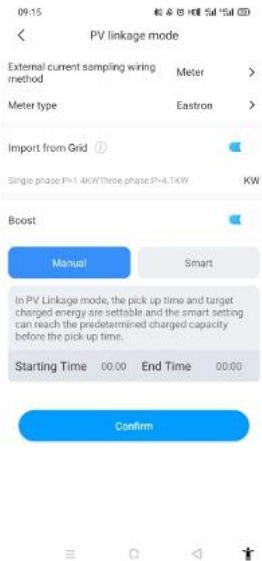 09:15
PV linkage mode
External current sampling wiring
method
Meter
Meter type
Eastron
Import from Grid
Single phase:P>1.4KWThree phase:P>4.1KW
KW
Boost
Manual
Smart
In PV Linkage mode, the pick up time and target
charged energy are settable and the smart setting
can reach the predetermined charged capacity
before the pick-up time.
Starting Time 00:00 End Time 00:00
Confirm